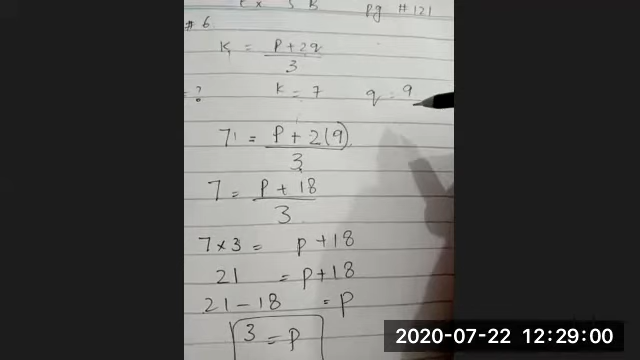 pg #121
#6
k = p+2q
3
=? k = 7 q = 9
7 = p + 2(9)
3
7 = p + 18
3
7×3 = p+18
21 = p+18
21-18 = p
3 = p
2020-07-22 12:29:00